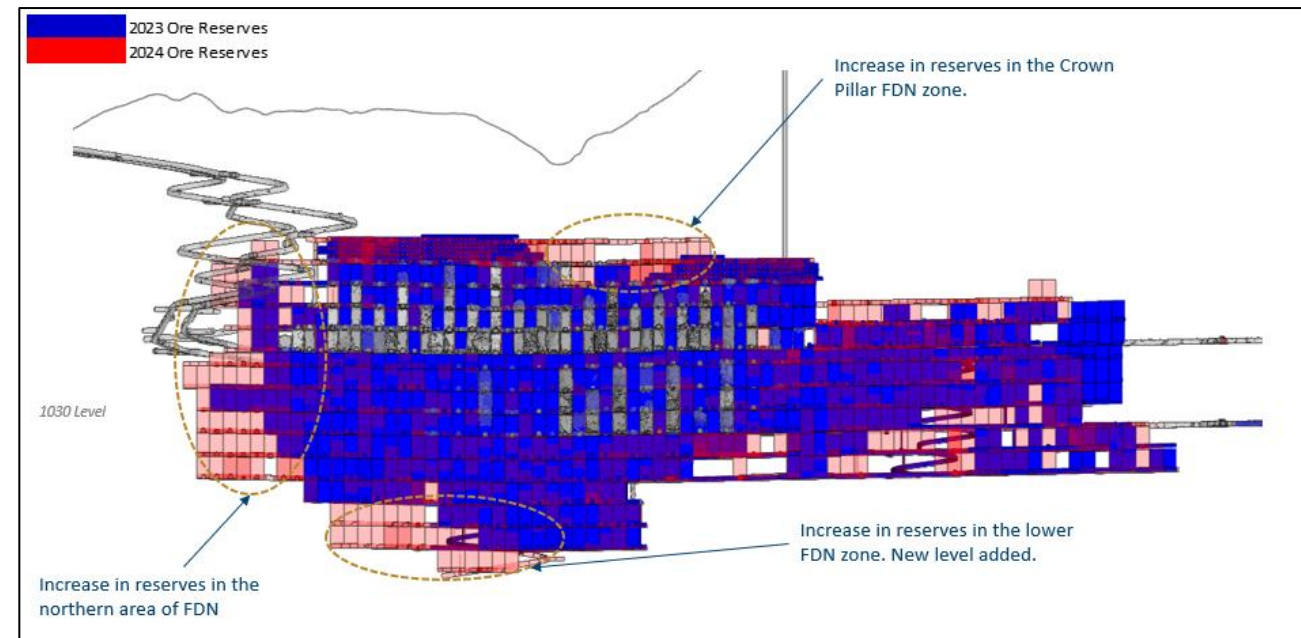 2023 Ore Reserves
2024 Ore Reserves
Increase in reserves in the Crown
Pillar FDN zone.
1030 Level
Increase in reserves in the lower
FDN zone. New level added.
Increase in reserves in the
northern area of FDN